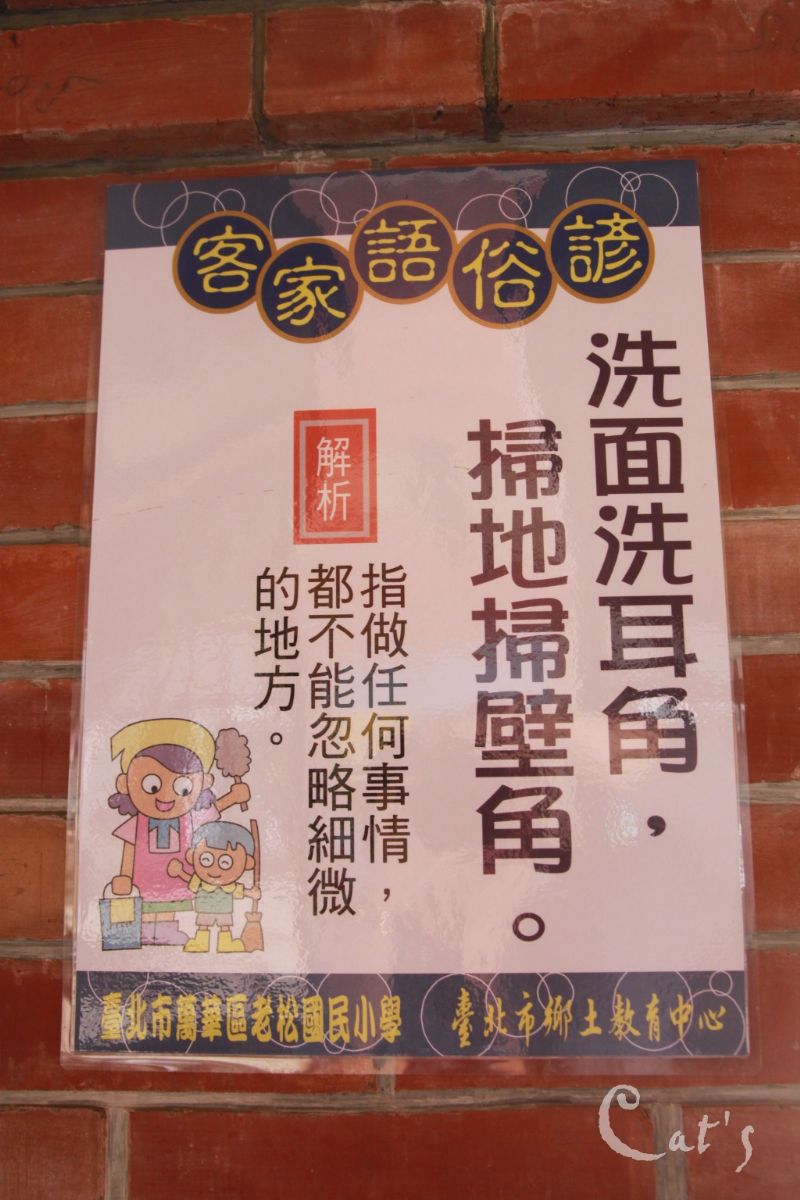 客家語俗諺
洗面洗耳角，
掃地掃壁角。
解析
指做任何事情，
都不能忽略細微
的地方。
臺北市萬華區老松國民小學
臺北市鄉土教育中心
Cat's